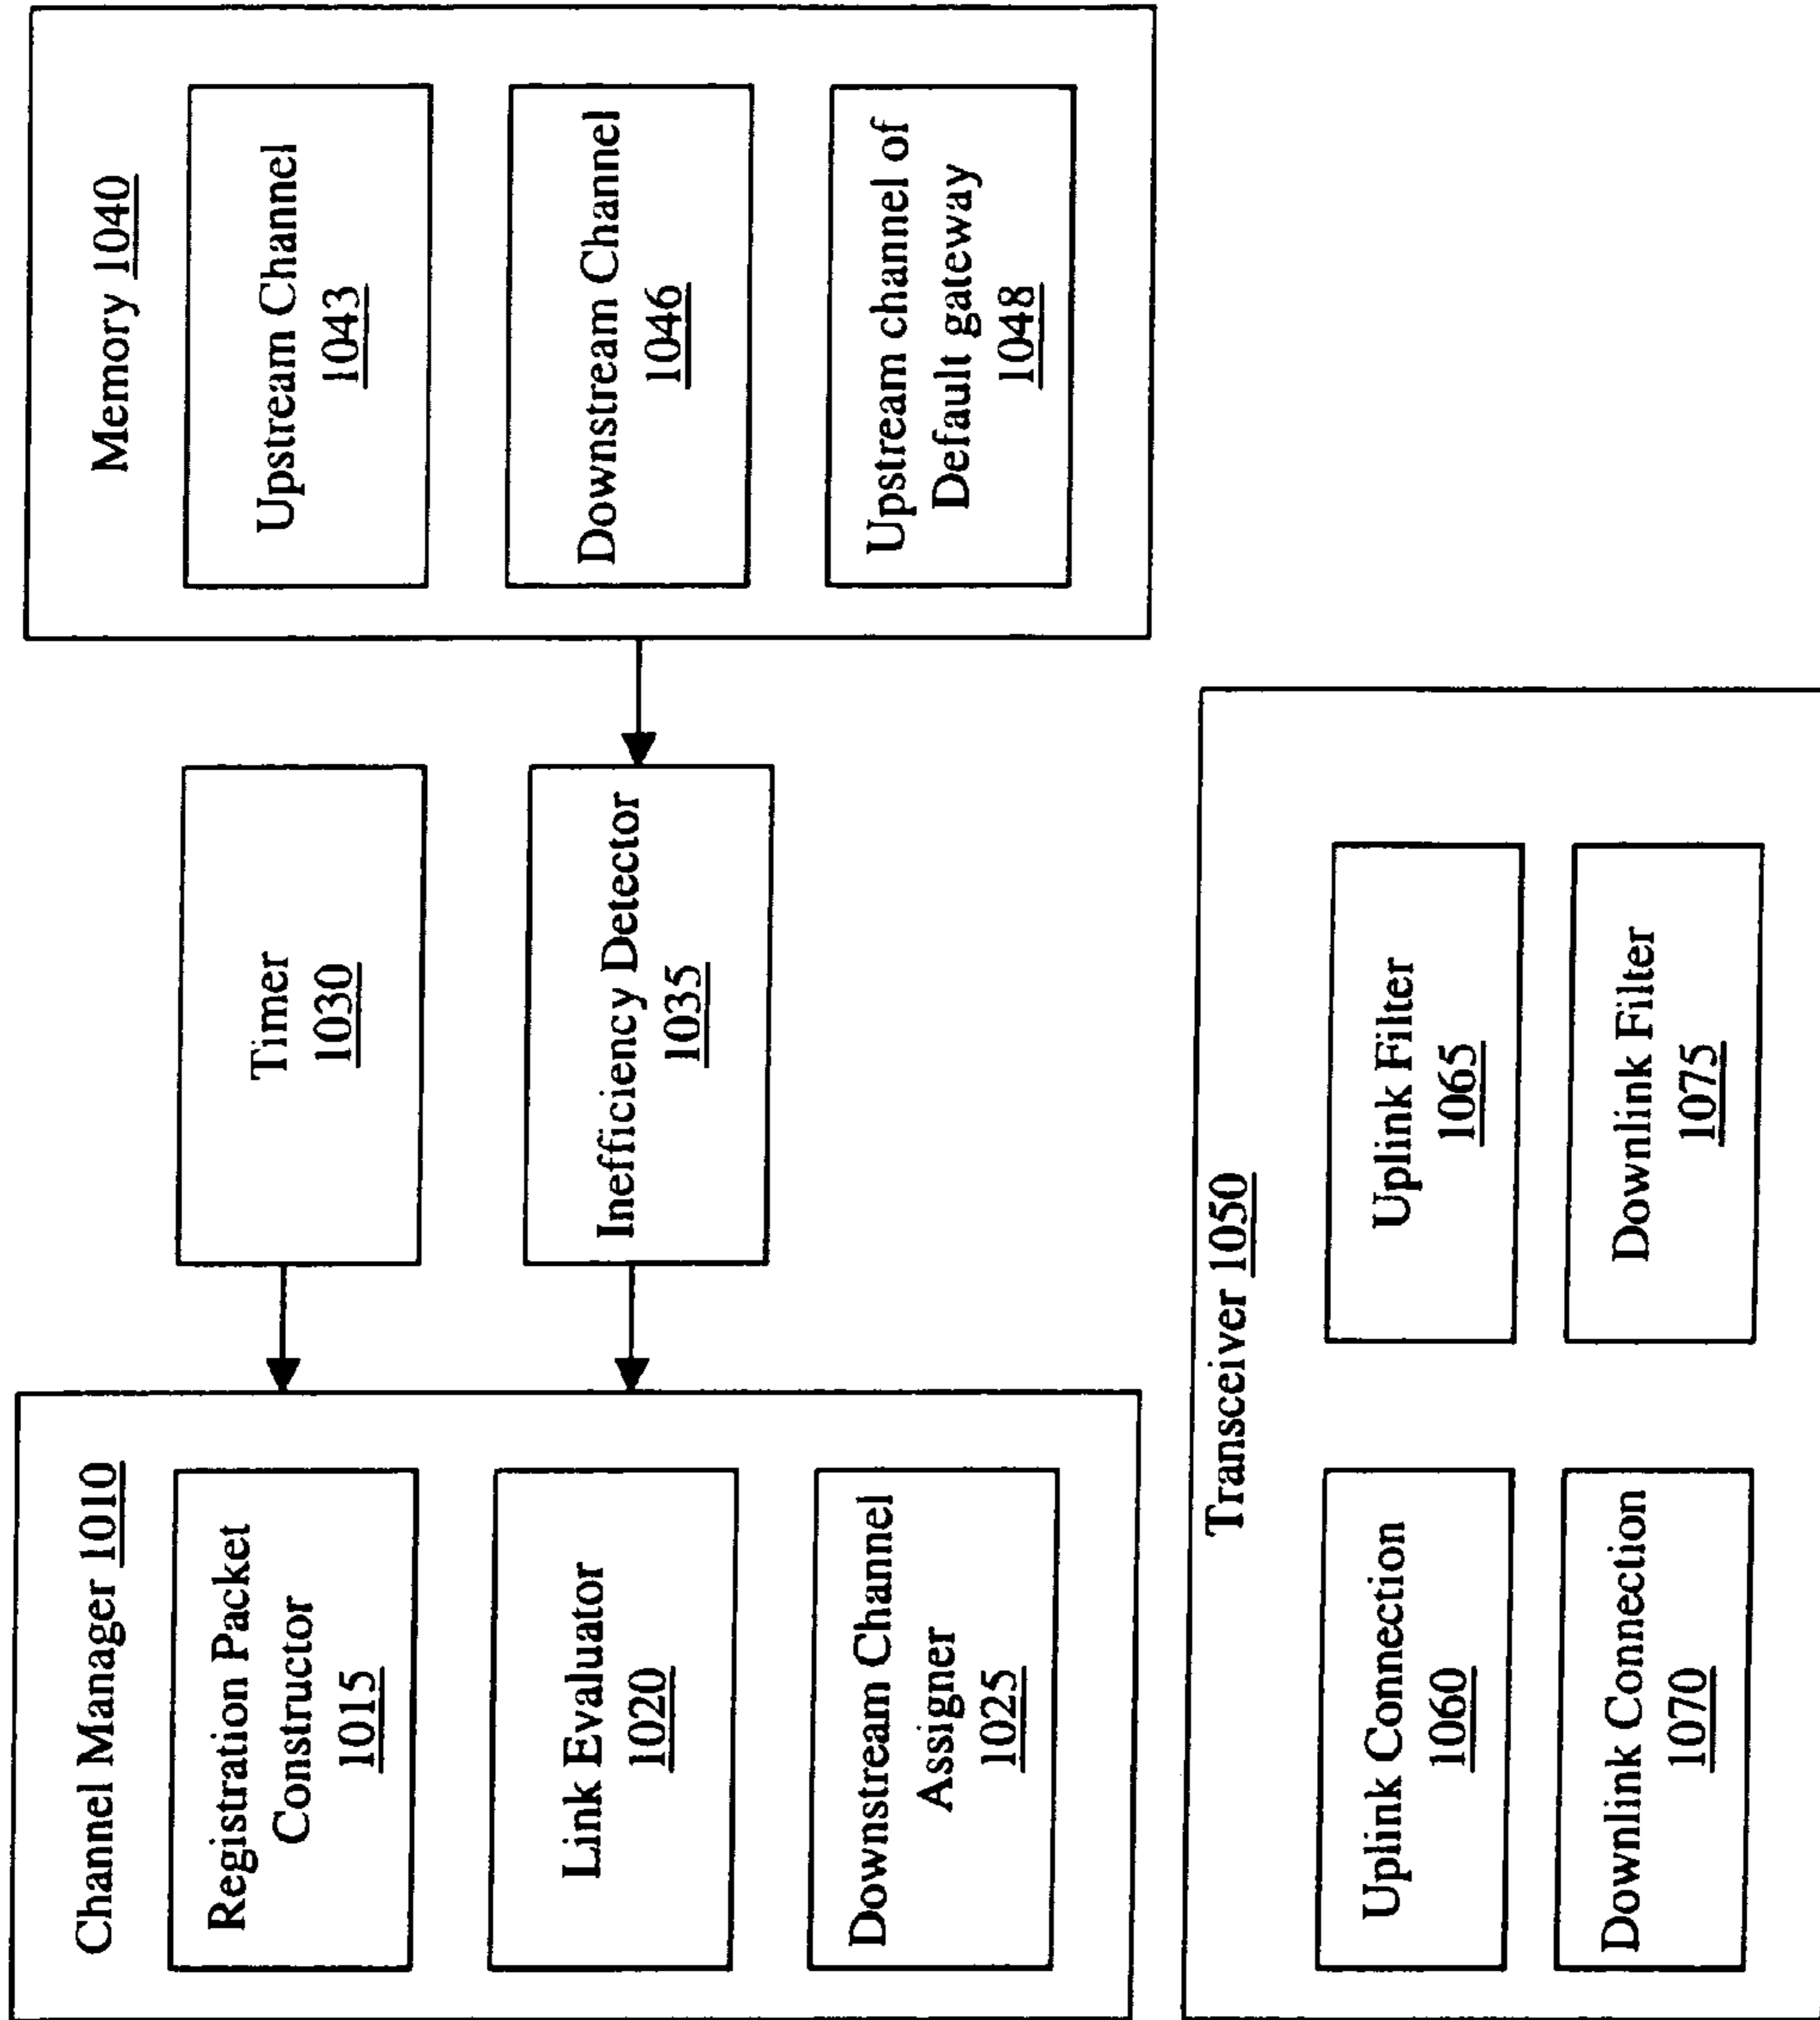 Channel Manager 1010
Registration Packet
Constructor
1015
Link Evaluator
1020
Downstream Channel
Assigner
1025
Timer
1030
Inefficiency Detector
1035
Memory 1040
Upstream Channel
1043
Downstream Channel
1046
Upstream channel of
Default gateway
1048
Transceiver 1050
Uplink Connection
1060
Uplink Filter
1065
Downlink Connection
1070
Downlink Filter
1075